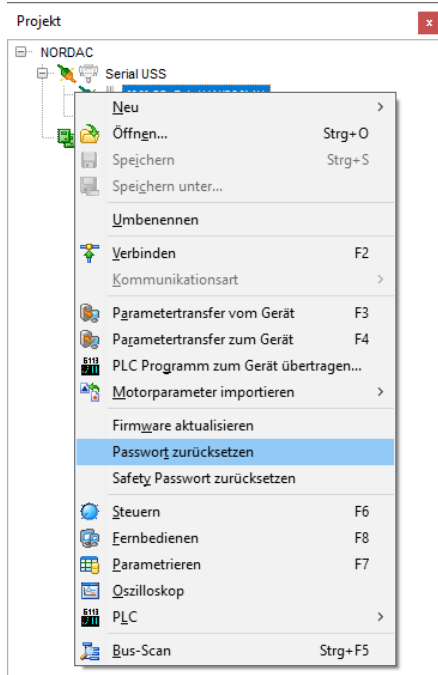 Projekt
NORDAC
Serial USS
Neu
Öffnen... Strg+O
Speichern Strg+S
Speichern unter...
Umbenennen
Verbinden F2
Kommunikationsart
Parametertransfer vom Gerät F3
Parametertransfer zum Gerät F4
PLC Programm zum Gerät übertragen...
Motorparameter importieren
Firmware aktualisieren
Passwort zurücksetzen
Safety Passwort zurücksetzen
Steuern F6
Fernbedienen F8
Parametrieren F7
Oszilloskop
PLC
Bus-Scan Strg+F5